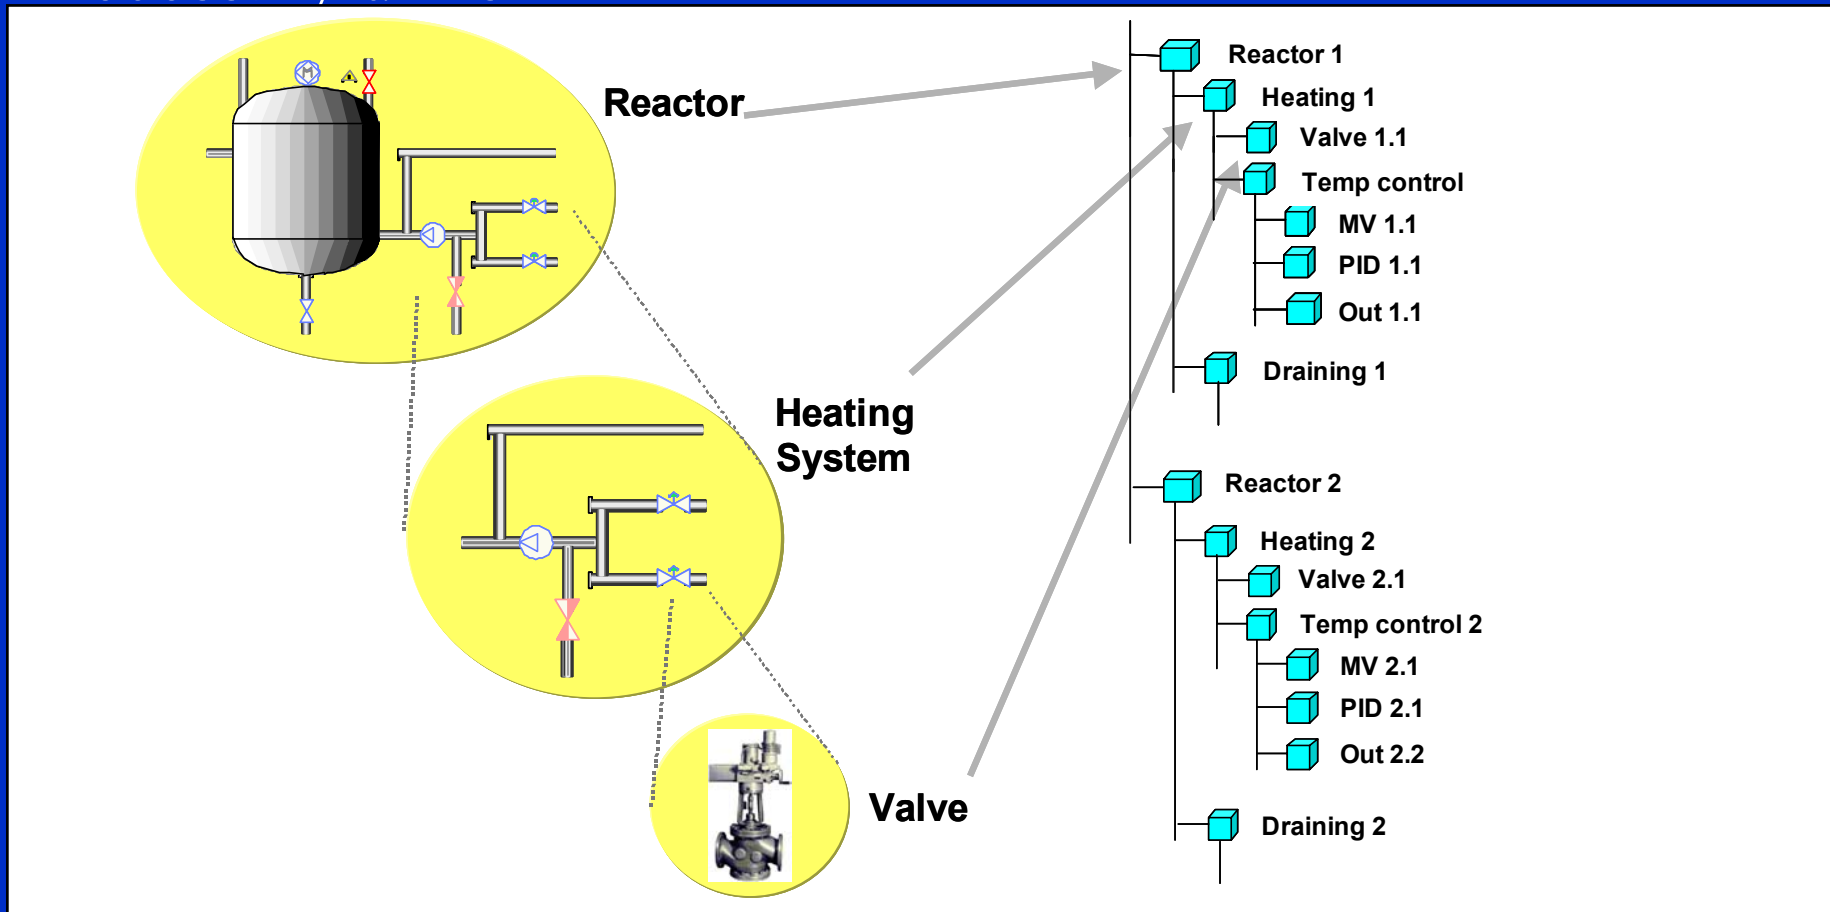 Reactor
Heating
System
Valve
Reactor 1
Heating 1
Valve 1.1
Temp control
MV 1.1
PID 1.1
Out 1.1
Draining 1
Reactor 2
Heating 2
Valve 2.1
Temp control 2
MV 2.1
PID 2.1
Out 2.2
Draining 2
M